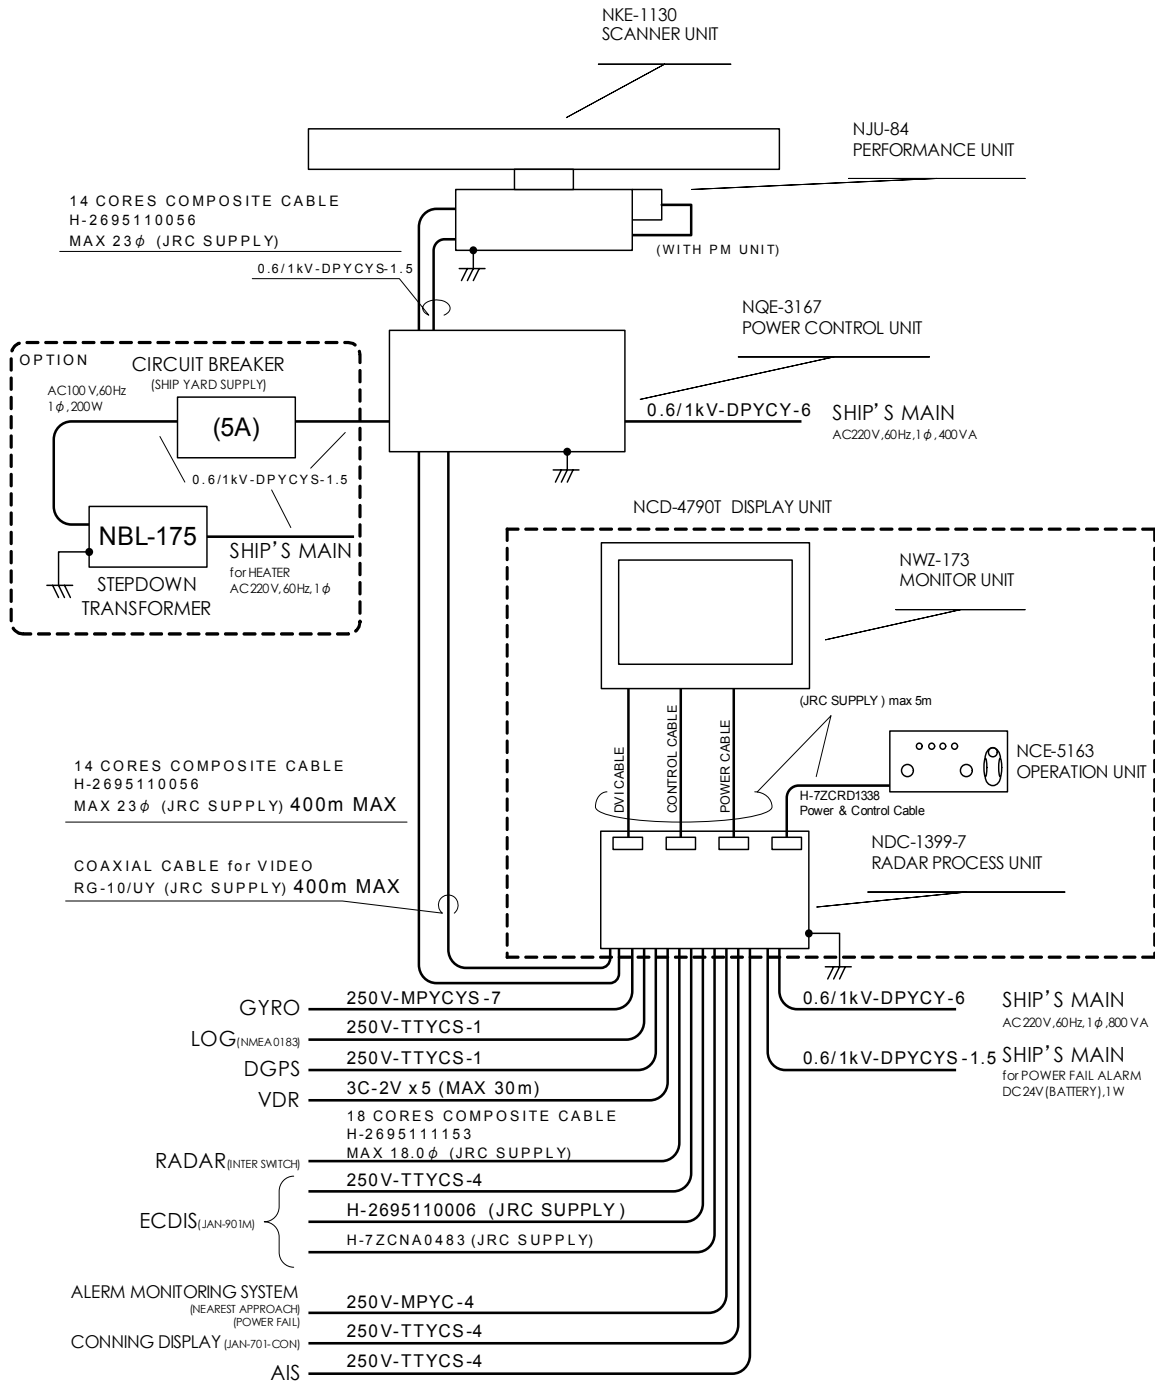 NKE-1130
SCANNER UNIT
NJU-84
PERFORMANCE UNIT
14 CORES COMPOSITE CABLE
H-2695110056
MAX 23φ (JRC SUPPLY)
(WITH PM UNIT)
0.6/1kV-DPYCYS-1.5
NQE-3167
POWER CONTROL UNIT
OPTION
CIRCUIT BREAKER
(SHIP YARD SUPPLY)
AC100V,60Hz
1φ,200W
(5A)
0.6/1kV-DPYCY-6
SHIP'S MAIN
AC220V,60Hz,1φ,400VA
0.6/1kV-DPYCYS-1.5
NBL-175
SHIP'S MAIN
for HEATER
AC220V,60Hz,1φ
STEPDOWN
TRANSFORMER
NCD-4790T DISPLAY UNIT
NWZ-173
MONITOR UNIT
(JRC SUPPLY) max 5m
DVI CABLE
CONTROL CABLE
POWER CABLE
NCE-5163
OPERATION UNIT
H-7ZCRD1338
Power & Control Cable
14 CORES COMPOSITE CABLE
H-2695110056
MAX 23φ (JRC SUPPLY) 400m MAX
NDC-1399-7
RADAR PROCESS UNIT
COAXIAL CABLE for VIDEO
RG-10/UY (JRC SUPPLY) 400m MAX
GYRO 250V-MPYCYS-7
LOG(NMEA0183) 250V-TTYCS-1
DGPS 250V-TTYCS-1
VDR 3C-2V x5 (MAX 30m)
0.6/1kV-DPYCY-6 SHIP'S MAIN
AC220V,60Hz,1φ,800VA
0.6/1kV-DPYCYS-1.5 SHIP'S MAIN
for POWER FAIL ALARM
DC24V(BATTERY),1W
18 CORES COMPOSITE CABLE
H-2695111153
MAX 18.0φ (JRC SUPPLY)
RADAR(INTER SWITCH)
250V-TTYCS-4
ECDIS(JAN-901M) H-2695110006 (JRC SUPPLY)
H-7ZCNA0483 (JRC SUPPLY)
ALERM MONITORING SYSTEM
(NEAREST APPROACH)
(POWER FAIL)
250V-MPYC-4
CONNING DISPLAY (JAN-701-CON) 250V-TTYCS-4
AIS 250V-TTYCS-4